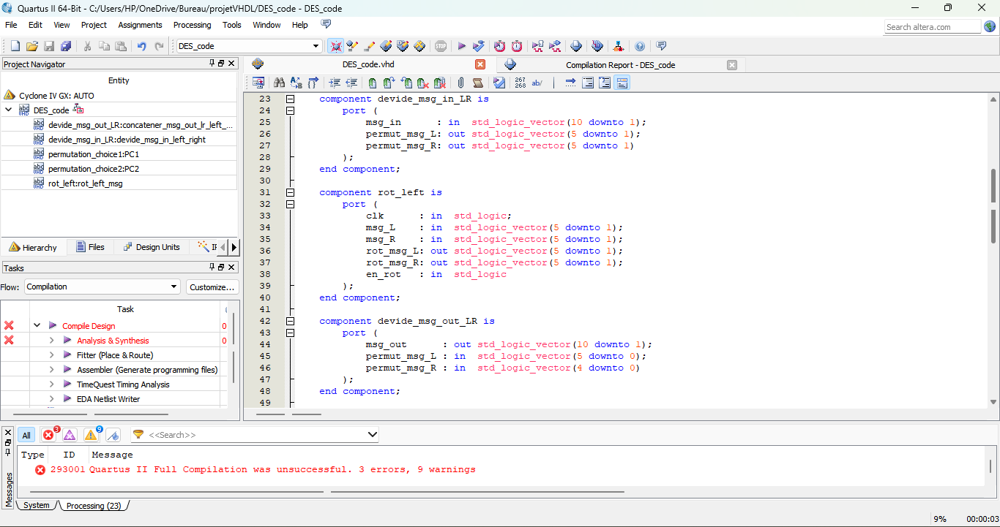 Quartus II 64-Bit - C:/Users/HP/OneDrive/Bureau/projetVHDL/DES_code - DES_code
File Edit View Project Assignments Processing Tools Window Help
Search altera.com
DES_code
STOP
Project Navigator
DES_code.vhd
Compilation Report - DES_code
Entity
Cyclone IV GX: AUTO
DES_code
devide_msg_out_LR:concatener_msg_out_lr_left_...
devide_msg_in_LR:devide_msg_in_left_right
permutation_choice1:PC1
permutation_choice2:PC2
rot_left:rot_left_msg
Hierarchy Files Design Units
Tasks
Flow: Compilation Customize...
Task
Compile Design
Analysis & Synthesis
Fitter (Place & Route)
Assembler (Generate programming files)
TimeQuest Timing Analysis
EDA Netlist Writer
267
268 ab/
23 component devide_msg_in_LR is
24 port (
25 msg_in : in std_logic_vector(10 downto 1);
26 permut_msg_L: out std_logic_vector(5 downto 1);
27 permut_msg_R: out std_logic_vector(5 downto 1)
28 );
29 end component;
30
31 component rot_left is
32 port (
33 clk : in std_logic;
34 msg_L : in std_logic_vector(5 downto 1);
35 msg_R : in std_logic_vector(5 downto 1);
36 rot_msg_L: out std_logic_vector(5 downto 1);
37 rot_msg_R: out std_logic_vector(5 downto 1);
38 en_rot : in std_logic
39 );
40 end component;
41
42 component devide_msg_out_LR is
43 port (
44 msg_out : out std_logic_vector(10 downto 1);
45 permut_msg_L : in std_logic_vector(5 downto 0);
46 permut_msg_R : in std_logic_vector(4 downto 0)
47 );
48 end component;
49
All 3 9 <<Search>>
Type ID Message
293001 Quartus II Full Compilation was unsuccessful. 3 errors, 9 warnings
Messages
System Processing (23)
9% 00:00:03